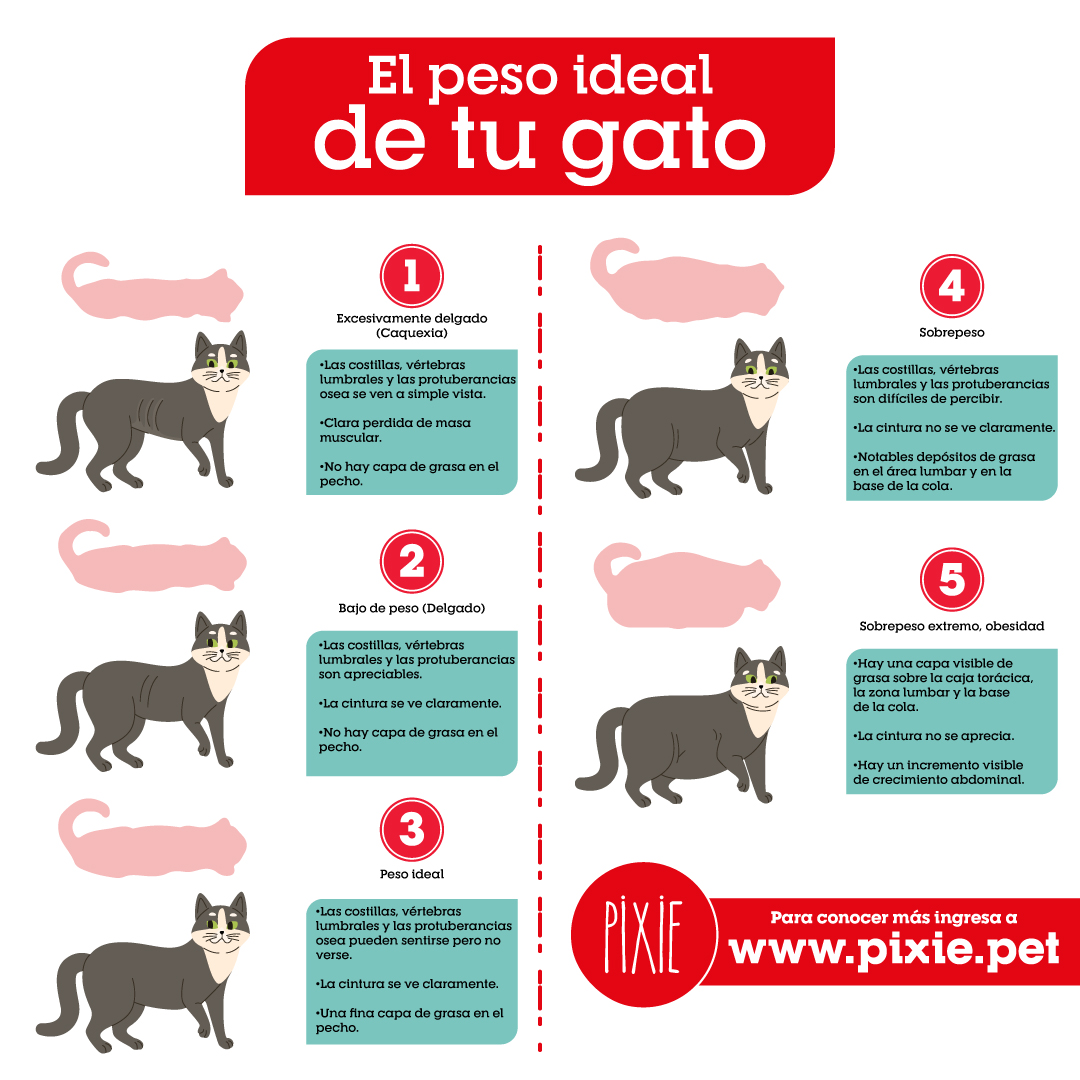 El peso ideal
de tu gato
1
Excesivamente delgado
(Caquexia)
•Las costillas, vértebras
lumbrales y las protuberancias
osea se ven a simple vista.
•Clara perdida de masa
muscular.
•No hay capa de grasa en el
pecho.
2
Bajo de peso (Delgado)
•Las costillas, vértebras
lumbrales y las protuberancias
son apreciables.
•La cintura se ve claramente.
•No hay capa de grasa en el
pecho.
3
Peso ideal
•Las costillas, vértebras
lumbrales y las protuberancias
osea pueden sentirse pero no
verse.
•La cintura se ve claramente.
•Una fina capa de grasa en el
pecho.
4
Sobrepeso
•Las costillas, vértebras
lumbrales y las protuberancias
son difíciles de percibir.
•La cintura no se ve claramente.
•Notables depósitos de grasa
en el área lumbar y en la
base de la cola.
5
Sobrepeso extremo, obesidad
•Hay una capa visible de
grasa sobre la caja torácica,
la zona lumbar y la base
de la cola.
•La cintura no se aprecia.
•Hay un incremento visible
de crecimiento abdominal.
PIXIE
Para conocer más ingresa a
www.pixie.pet